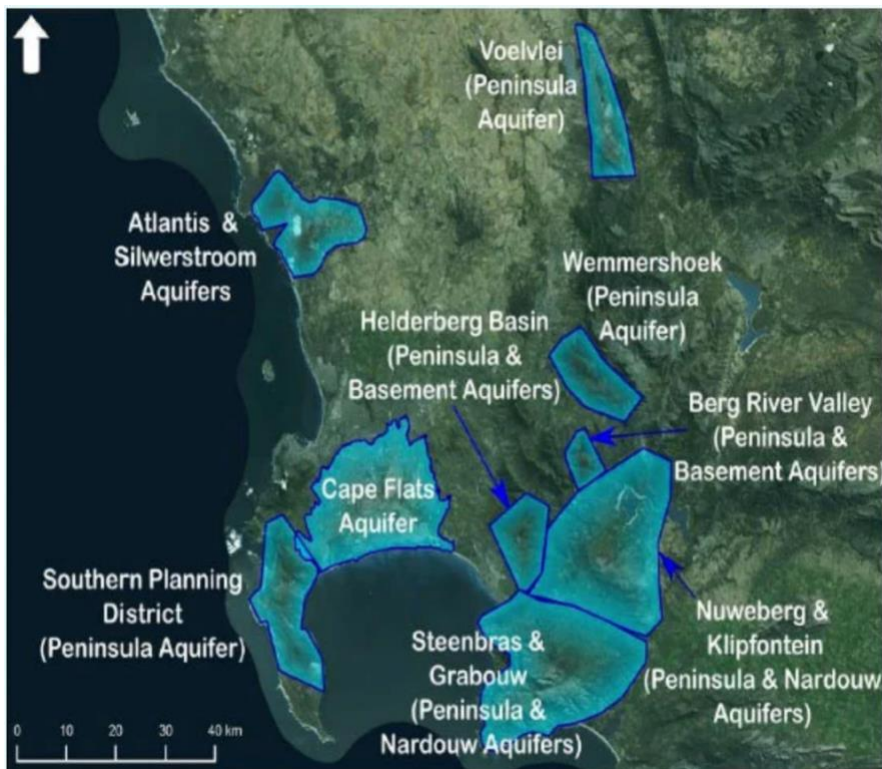 Voelvlei
(Peninsula
Aquifer)
Atlantis &
Silwerstroom
Aquifers
Wemmershoek
(Peninsula
Aquifer)
Helderberg Basin
(Peninsula &
Basement Aquifers)
Berg River Valley
(Peninsula &
Basement Aquifers)
Cape Flats
Aquifer
Southern Planning
District
(Peninsula Aquifer)
Steenbras &
Grabouw
(Peninsula &
Nardouw Aquifers)
Nuweberg &
Klipfontein
(Peninsula & Nardouw
Aquifers)
0 10 20 30 40 km